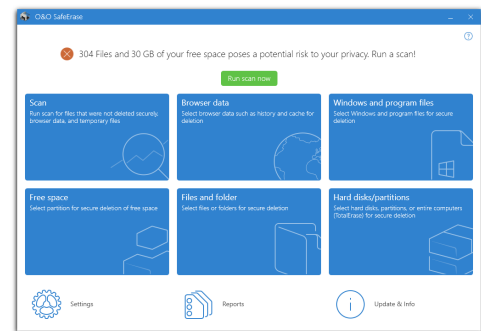 O&O SafeErase
304 Files and 30 GB of your free space poses a potential risk to your privacy. Run a scan!
Run scan now
Scan
Run scan for files that were not deleted securely,
browser data, and temporary files
Browser data
Select browser data such as history and cache for
deletion
Windows and program files
Select Windows and program files for secure
deletion
Free space
Select partition for secure deletion of free space
Files and folder
Select files or folders for secure deletion
Hard disks/partitions
Select hard disks, partitions, or entire computers
(TotalErase) for secure deletion
Settings
Reports
Update & Info